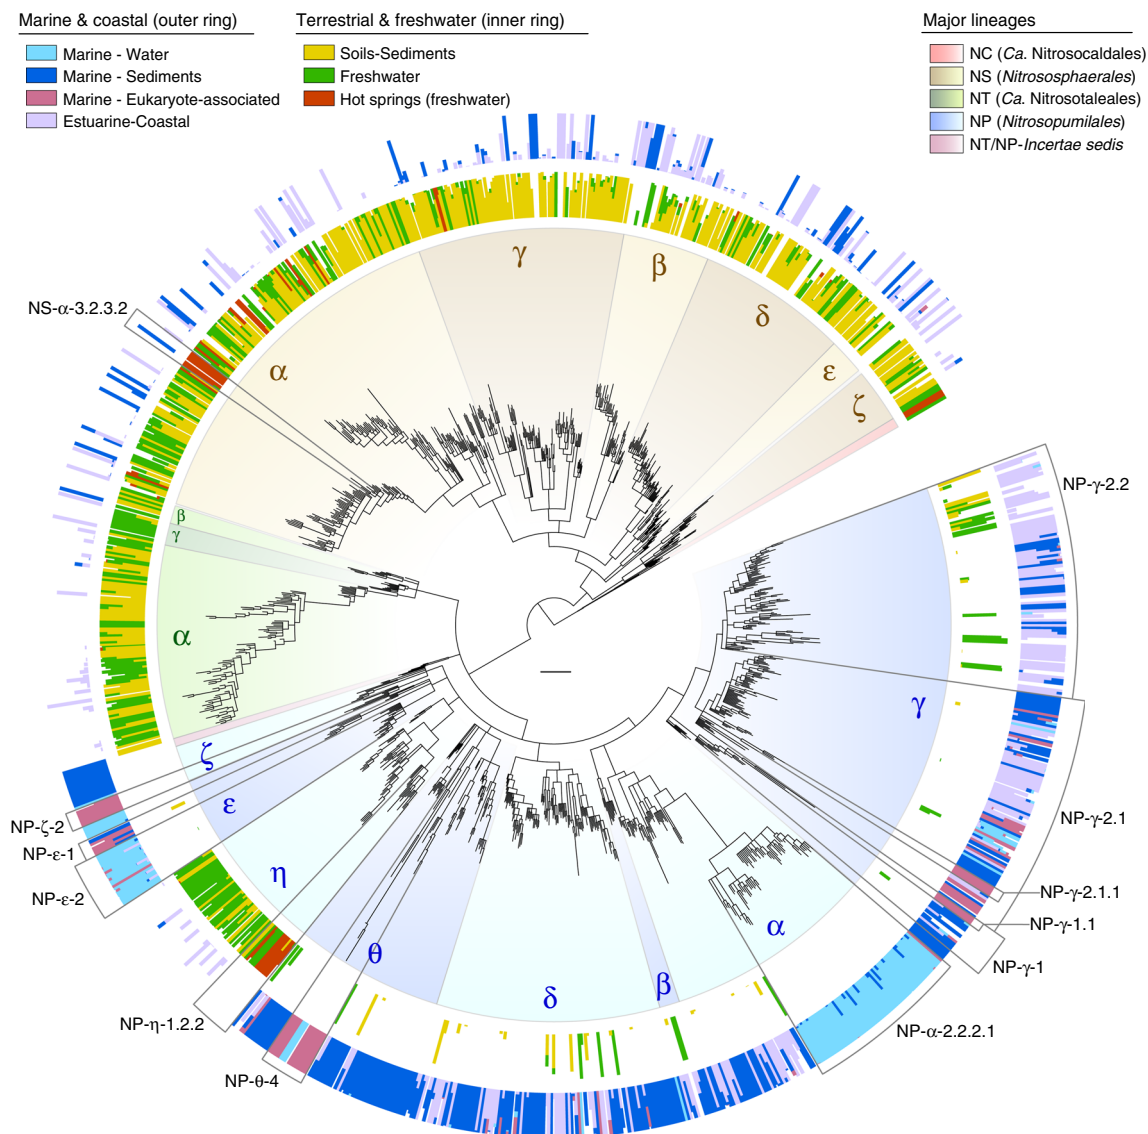 Marine & coastal (outer ring)
Marine - Water
Marine - Sediments
Marine - Eukaryote-associated
Estuarine-Coastal
Terrestrial & freshwater (inner ring)
Soils-Sediments
Freshwater
Hot springs (freshwater)
Major lineages
NC (Ca. Nitrosocaldales)
NS (Nitrososphaerales)
NT (Ca. Nitrosotaleales)
NP (Nitrosopumilales)
NT/NP-Incertae sedis
γ
β
δ
ε
ζ
α
NS-α-3.2.3.2
β
γ
α
ζ
ε
η
θ
δ
β
α
γ
NP-γ-2.2
NP-γ-2.1
NP-γ-2.1.1
NP-γ-1.1
NP-γ-1
NP-α-2.2.2.1
NP-ζ-2
NP-ε-1
NP-ε-2
NP-η-1.2.2
NP-θ-4